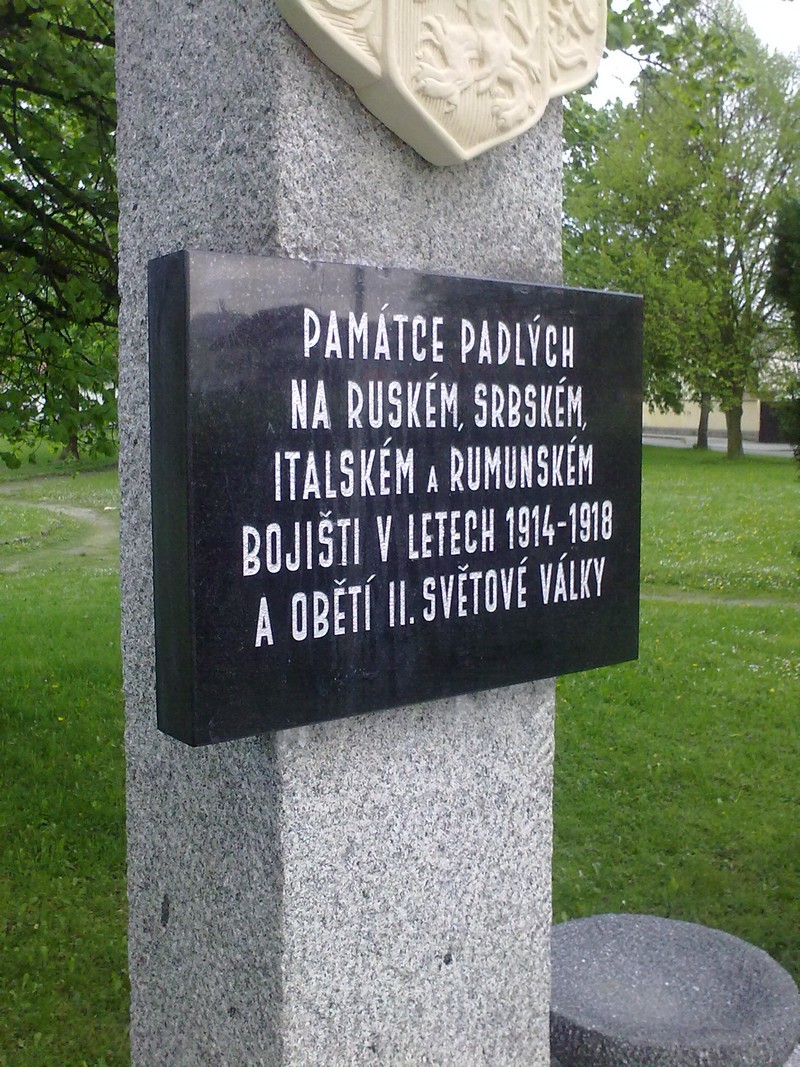 PAMÁTCE PADLÝCH
NA RUSKÉM, SRBSKÉM,
ITALSKÉM A RUMUNSKÉM
BOJIŠTI V LETECH 1914-1918
A OBĚTÍ II. SVĚTOVÉ VÁLKY